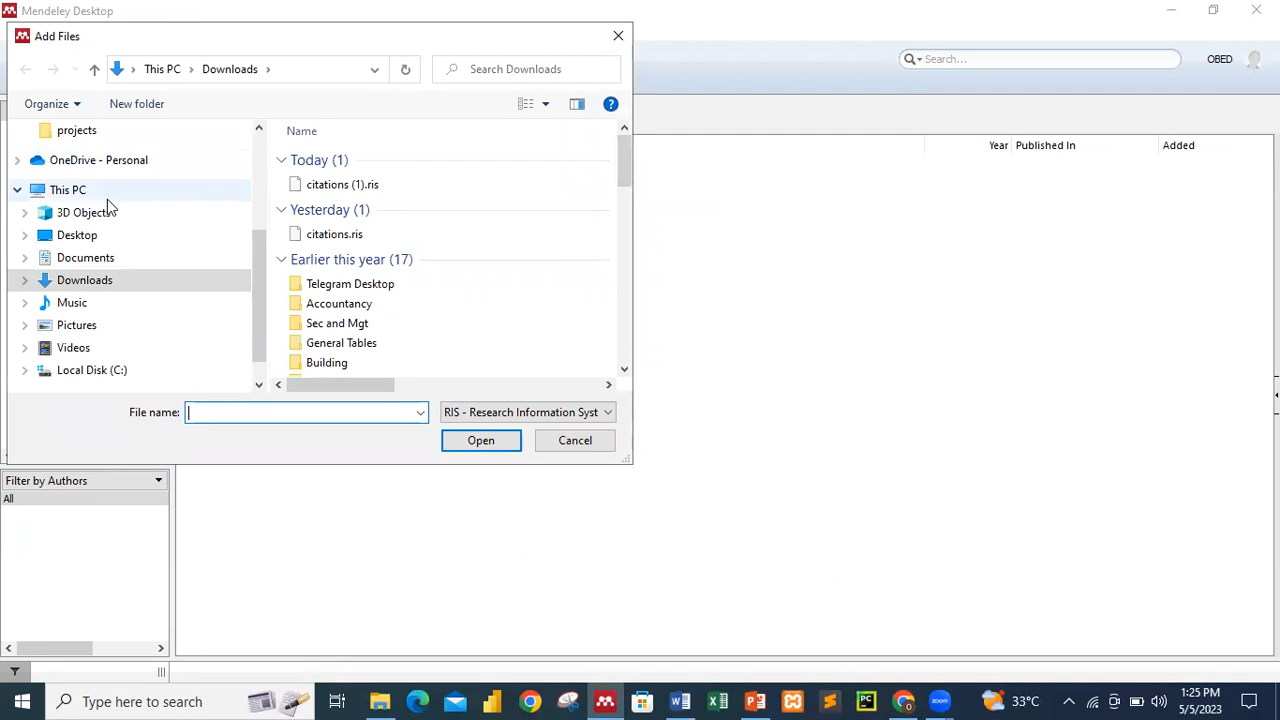 Mendeley Desktop
Add Files
This PC > Downloads >
Search Downloads
Search...
OBED
Organize
New folder
projects
OneDrive - Personal
This PC
3D Objects
Desktop
Documents
Downloads
Music
Pictures
Videos
Local Disk (C:)
Name
Today (1)
citations (1).ris
Yesterday (1)
citations.ris
Earlier this year (17)
Telegram Desktop
Accountancy
Sec and Mgt
General Tables
Building
Year
Published In
Added
File name:
RIS - Research Information Syst
Open
Cancel
Filter by Authors
All
Type here to search
33°C
1:25 PM
5/5/2023